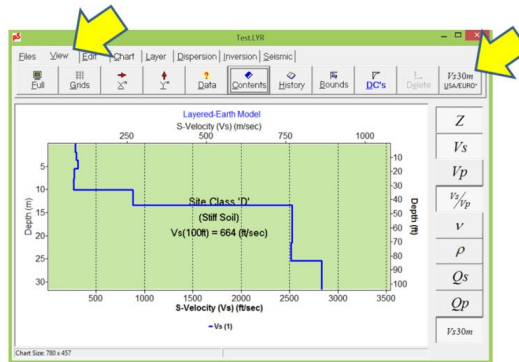 pS
Test.LYR
Files View Edit Chart Layer Dispersion Inversion Seismic
Full Grids X Y Data Contents History Bounds DC's Delete Vs30m
USA/EURO
Layered-Earth Model
S-Velocity (Vs) (m/sec)
250 500 750 1000
5 10 15 20 25 30
Depth (m)
Site Class 'D'
(Stiff Soil)
Vs(100ft) = 664 (ft/sec)
10 20 30 40 50 60 70 80 90 100
Depth (ft)
500 1000 1500 2000 2500 3000 3500
S-Velocity (Vs) (ft/sec)
Vs (1)
Z
Vs
Vp
Vs/Vp
ν
ρ
Qs
Qp
Vs30m
Chart Size: 780 x 457